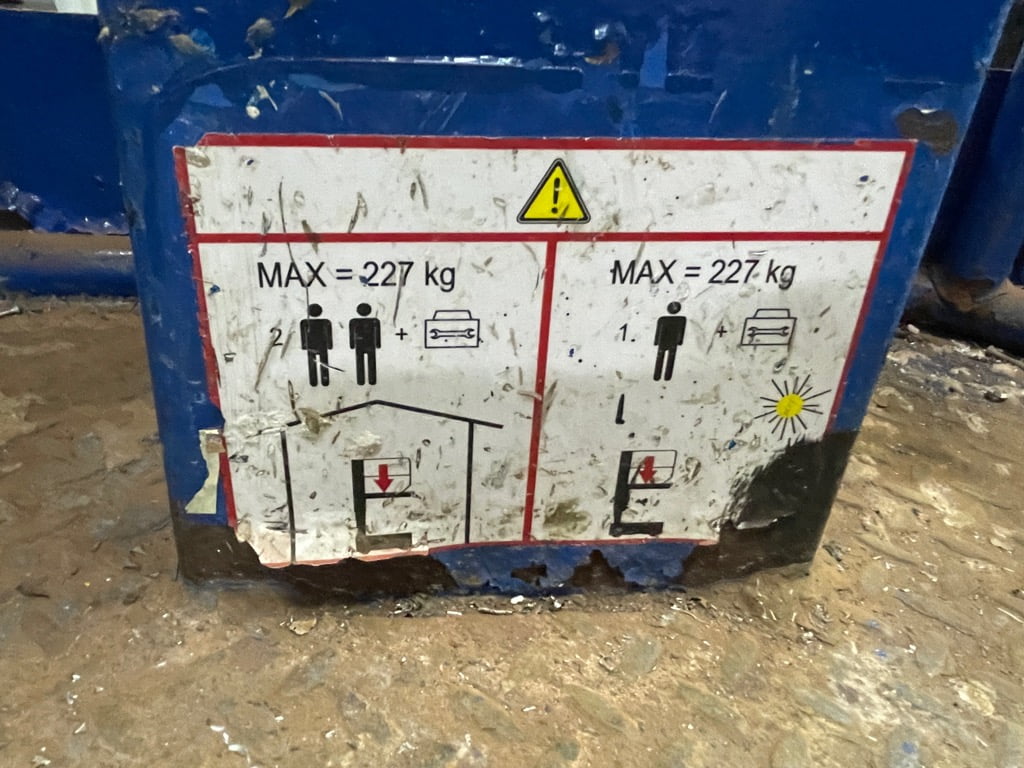 !
MAX = 227 kg
2 +
MAX = 227 kg
1. +